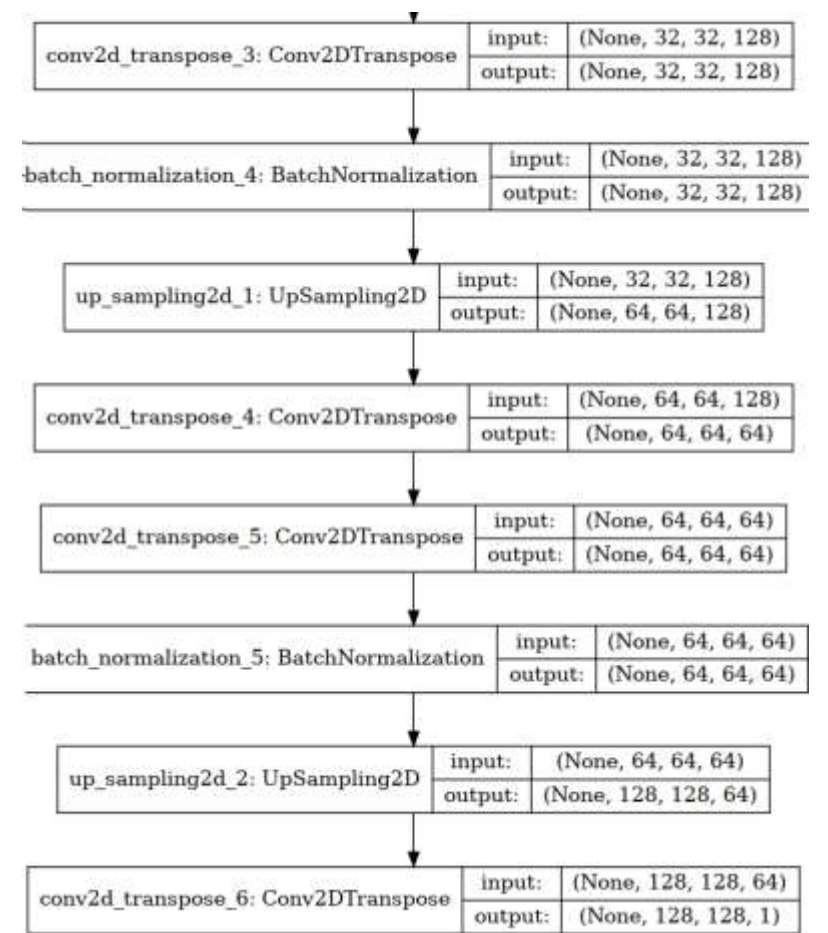 conv2d_transpose_3: Conv2DTranspose
input: (None, 32, 32, 128)
output: (None, 32, 32, 128)
batch_normalization_4: BatchNormalization
input: (None, 32, 32, 128)
output: (None, 32, 32, 128)
up_sampling2d_1: UpSampling2D
input: (None, 32, 32, 128)
output: (None, 64, 64, 128)
conv2d_transpose_4: Conv2DTranspose
input: (None, 64, 64, 128)
output: (None, 64, 64, 64)
conv2d_transpose_5: Conv2DTranspose
input: (None, 64, 64, 64)
output: (None, 64, 64, 64)
batch_normalization_5: BatchNormalization
input: (None, 64, 64, 64)
output: (None, 64, 64, 64)
up_sampling2d_2: UpSampling2D
input: (None, 64, 64, 64)
output: (None, 128, 128, 64)
conv2d_transpose_6: Conv2DTranspose
input: (None, 128, 128, 64)
output: (None, 128, 128, 1)